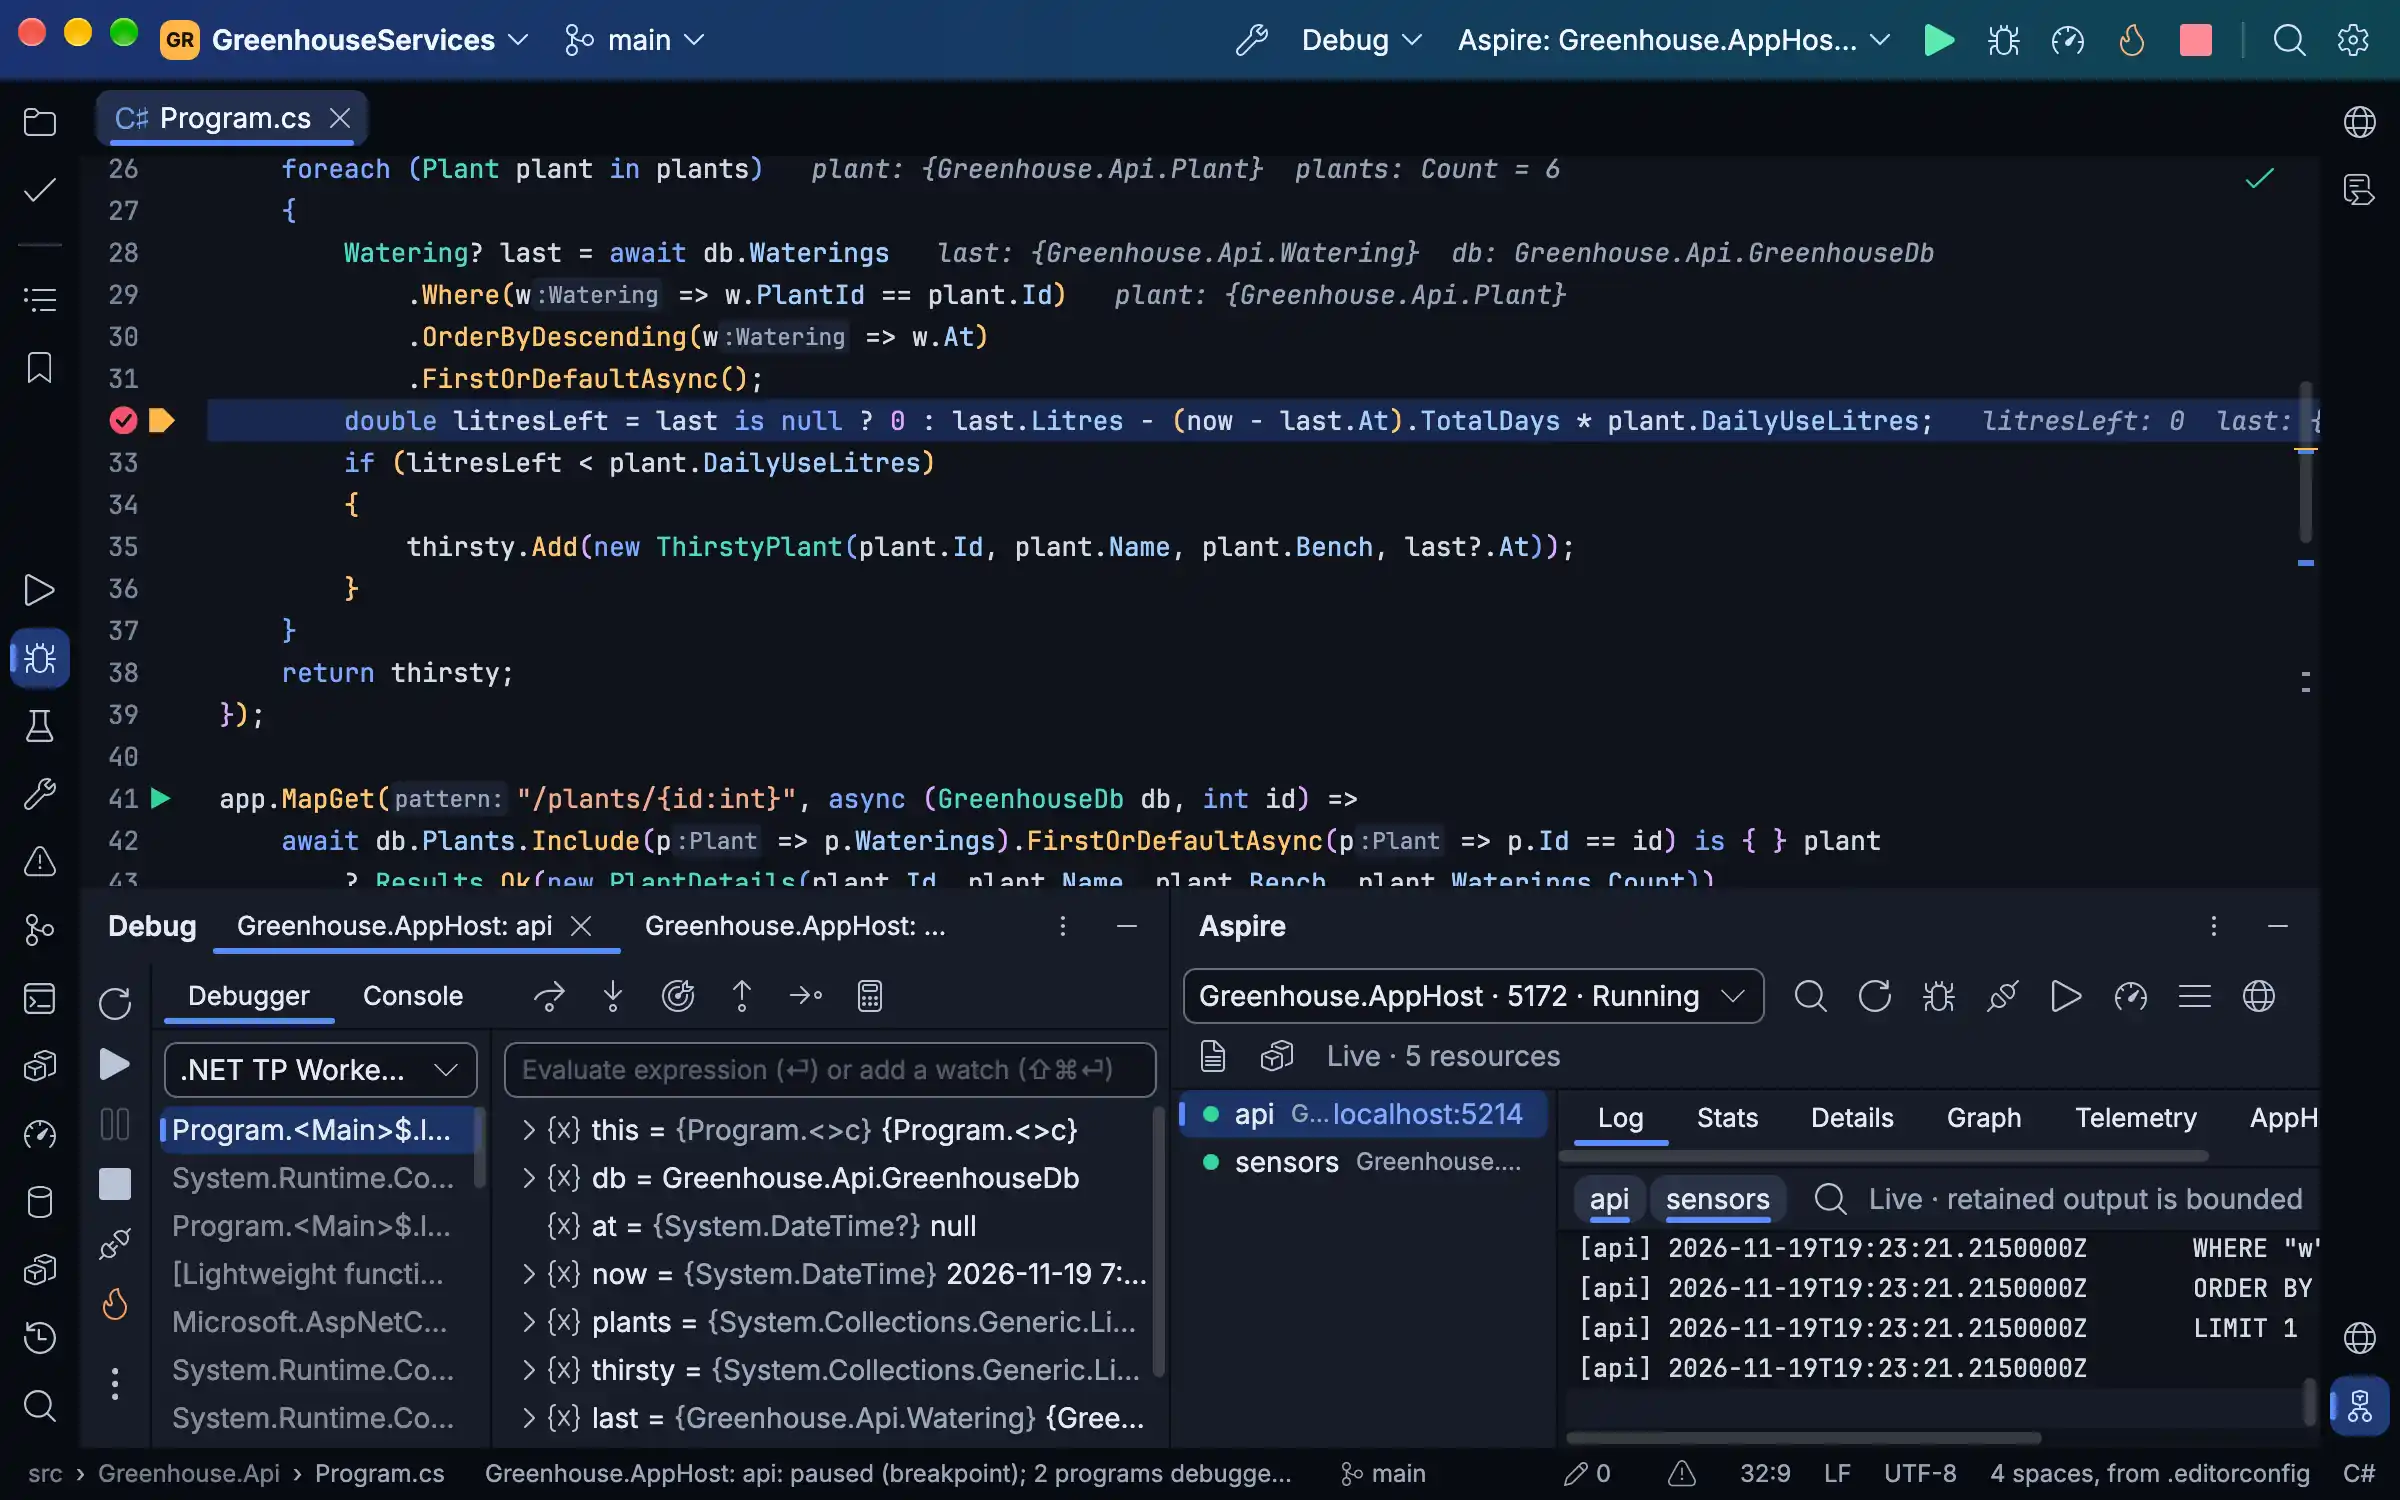 GR GreenhouseServices main Debug Aspire: Greenhouse.AppHos...
C# Program.cs
26 foreach (Plant plant in plants) plant: {Greenhouse.Api.Plant} plants: Count = 6
27 {
28 Watering? last = await db.Waterings last: {Greenhouse.Api.Watering} db: Greenhouse.Api.GreenhouseDb
29 .Where(w:Watering => w.PlantId == plant.Id) plant: {Greenhouse.Api.Plant}
30 .OrderByDescending(w:Watering => w.At)
31 .FirstOrDefaultAsync();
double litresLeft = last is null ? 0 : last.Litres - (now - last.At).TotalDays * plant.DailyUseLitres; litresLeft: 0 last: {
33 if (litresLeft < plant.DailyUseLitres)
34 {
35 thirsty.Add(new ThirstyPlant(plant.Id, plant.Name, plant.Bench, last?.At));
36 }
37 }
38 return thirsty;
39 });
40
41 app.MapGet(pattern: "/plants/{id:int}", async (GreenhouseDb db, int id) =>
42 await db.Plants.Include(p:Plant => p.Waterings).FirstOrDefaultAsync(p:Plant => p.Id == id) is { } plant
43 ? Results.Ok(new PlantDetails(plant.Id, plant.Name, plant.Bench, plant.Waterings.Count))
Debug Greenhouse.AppHost: api Greenhouse.AppHost: ...
Debugger Console
.NET TP Worke...
Evaluate expression (⏎) or add a watch (⇧⌘⏎)
Program.<Main>$.I...
System.Runtime.Co...
Program.<Main>$.I...
[Lightweight functi...
Microsoft.AspNetC...
System.Runtime.Co...
System.Runtime.Co...
{x} this = {Program.<>c} {Program.<>c}
{x} db = Greenhouse.Api.GreenhouseDb
{x} at = {System.DateTime?} null
{x} now = {System.DateTime} 2026-11-19 7:...
{x} plants = {System.Collections.Generic.Li...
{x} thirsty = {System.Collections.Generic.Li...
{x} last = {Greenhouse.Api.Watering} {Gree...
Aspire
Greenhouse.AppHost · 5172 · Running
Live · 5 resources
api G... localhost:5214
sensors Greenhouse....
Log Stats Details Graph Telemetry AppH
api sensors Live · retained output is bounded
[api] 2026-11-19T19:23:21.2150000Z WHERE "w"
[api] 2026-11-19T19:23:21.2150000Z ORDER BY
[api] 2026-11-19T19:23:21.2150000Z LIMIT 1
[api] 2026-11-19T19:23:21.2150000Z
src › Greenhouse.Api › Program.cs Greenhouse.AppHost: api: paused (breakpoint); 2 programs debugge... main 0 32:9 LF UTF-8 4 spaces, from .editorconfig C#